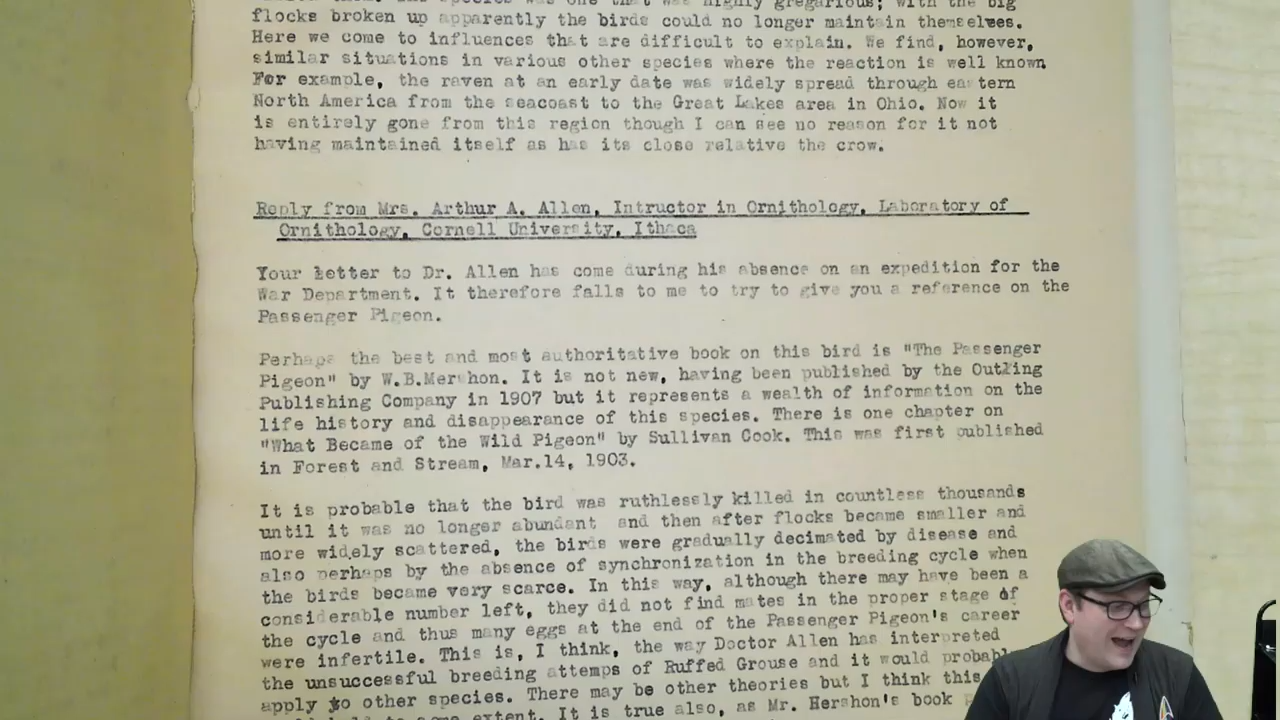 flocks broken up apparently the birds could no longer maintain themselves.
Here we come to influences that are difficult to explain. We find, however,
similar situations in various other species where the reaction is well known
For example, the raven at an early date was widely spread through eastern
North America from the seacoast to the Great Lakes area in Ohio. Now it
is entirely gone from this region though I can see no reason for it not
having maintained itself as has its close relative the crow.
Reply from Mrs. Arthur A. Allen, Intructor in Ornithology, Laboratory of
Ornithology, Cornell University, Ithaca
Your letter to Dr. Allen has come during his absence on an expedition for the
War Department. It therefore falls to me to try to give you a reference on the
Passenger Pigeon.
Perhaps the best and most authoritative book on this bird is "The Passenger
Pigeon" by W.B.Mershon. It is not new, having been published by the Outling
Publishing Company in 1907 but it represents a wealth of information on the
life history and disappearance of this species. There is one chapter on
"What Became of the Wild Pigeon" by Sullivan Cook. This was first published
in Forest and Stream, Mar.14, 1903.
It is probable that the bird was ruthlessly killed in countless thousands
until it was no longer abundant and then after flocks became smaller and
more widely scattered, the birds were gradually decimated by disease and
also perhaps by the absence of synchronization in the breeding cycle when
the birds became very scarce. In this way, although there may have been a
considerable number left, they did not find mates in the proper stage of
the cycle and thus many eggs at the end of the Passenger Pigeon's career
were infertile. This is, I think, the way Doctor Allen has interpreted
the unsuccessful breeding attemps of Ruffed Grouse and it would
apply to other species. There may be other theories but I think this
to some extent. It is true also, as Mr. Hershon's book